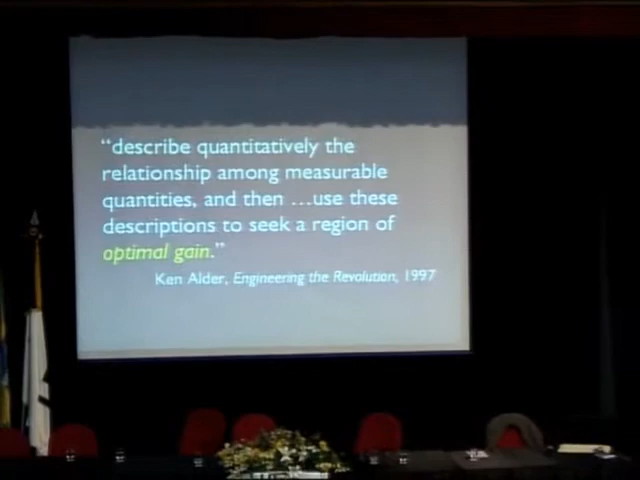 “describe quantitatively the
relationship among measurable
quantities, and then ...use these
descriptions to seek a region of
optimal gain.”
Ken Alder, Engineering the Revolution, 1997